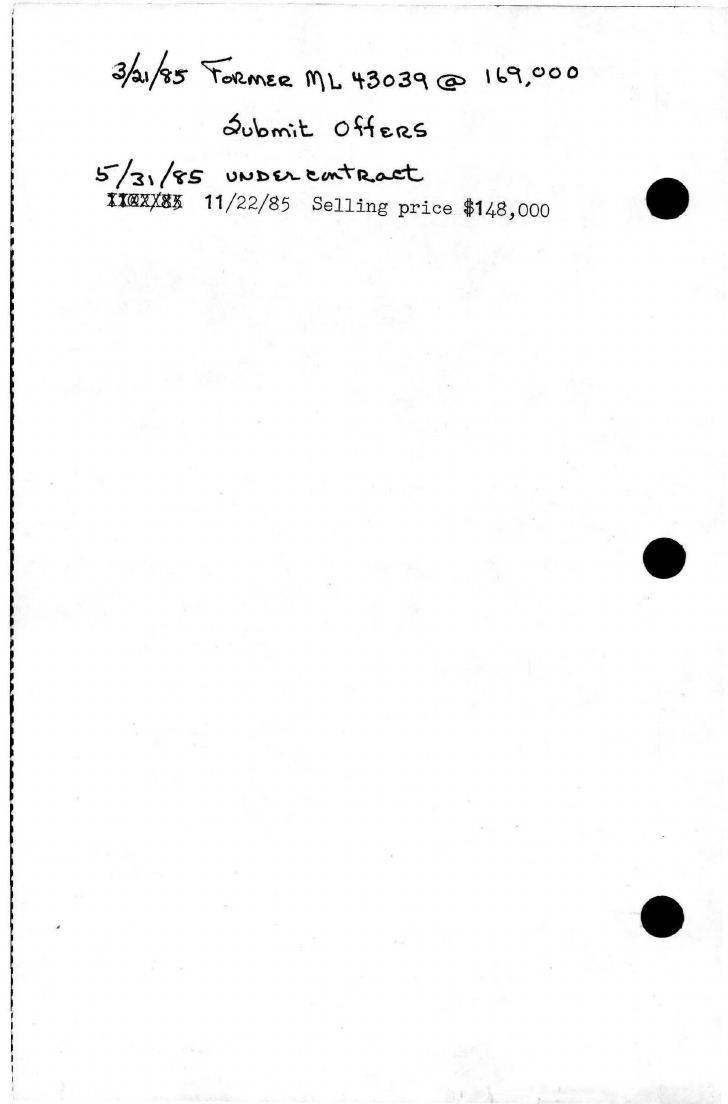 3/21/85 Former ML 43039 @ 169,000
Submit Offers
5/31/85 under contract
11/22/85 Selling price $148,000